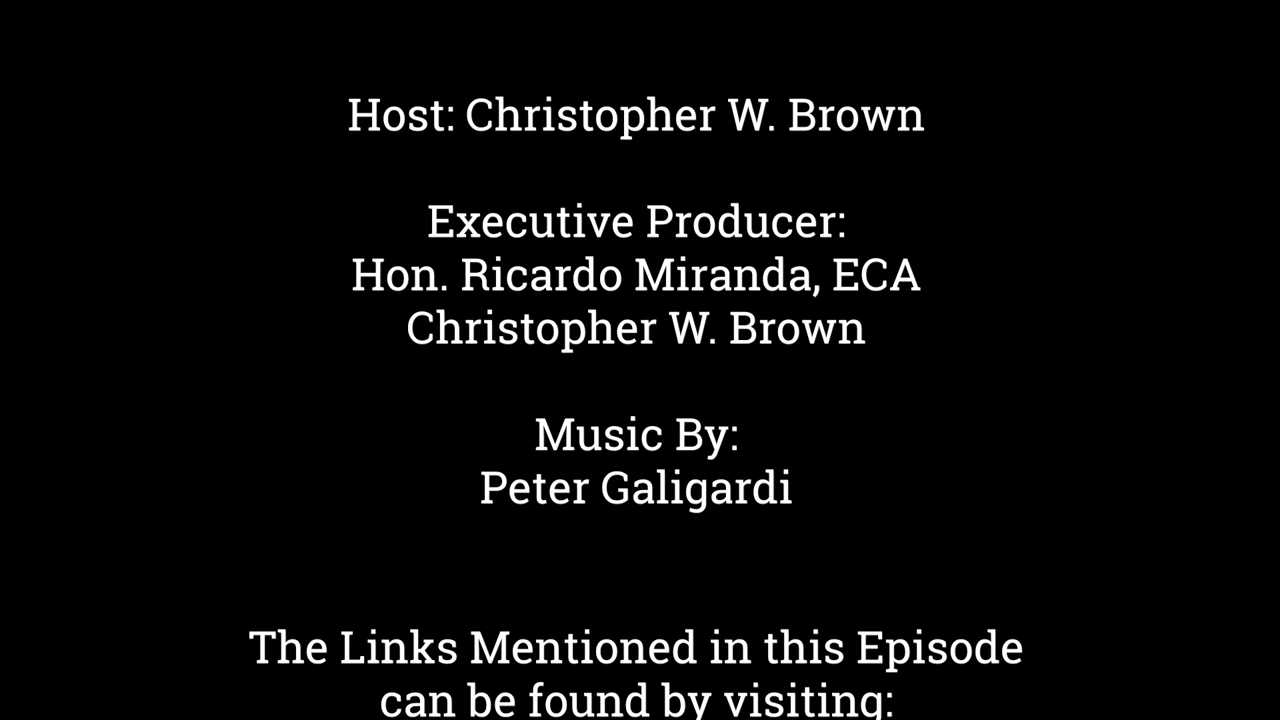 Host: Christopher W. Brown
Executive Producer:
Hon. Ricardo Miranda, ECA
Christopher W. Brown
Music By:
Peter Galigardi
The Links Mentioned in this Episode
can be found by visiting: